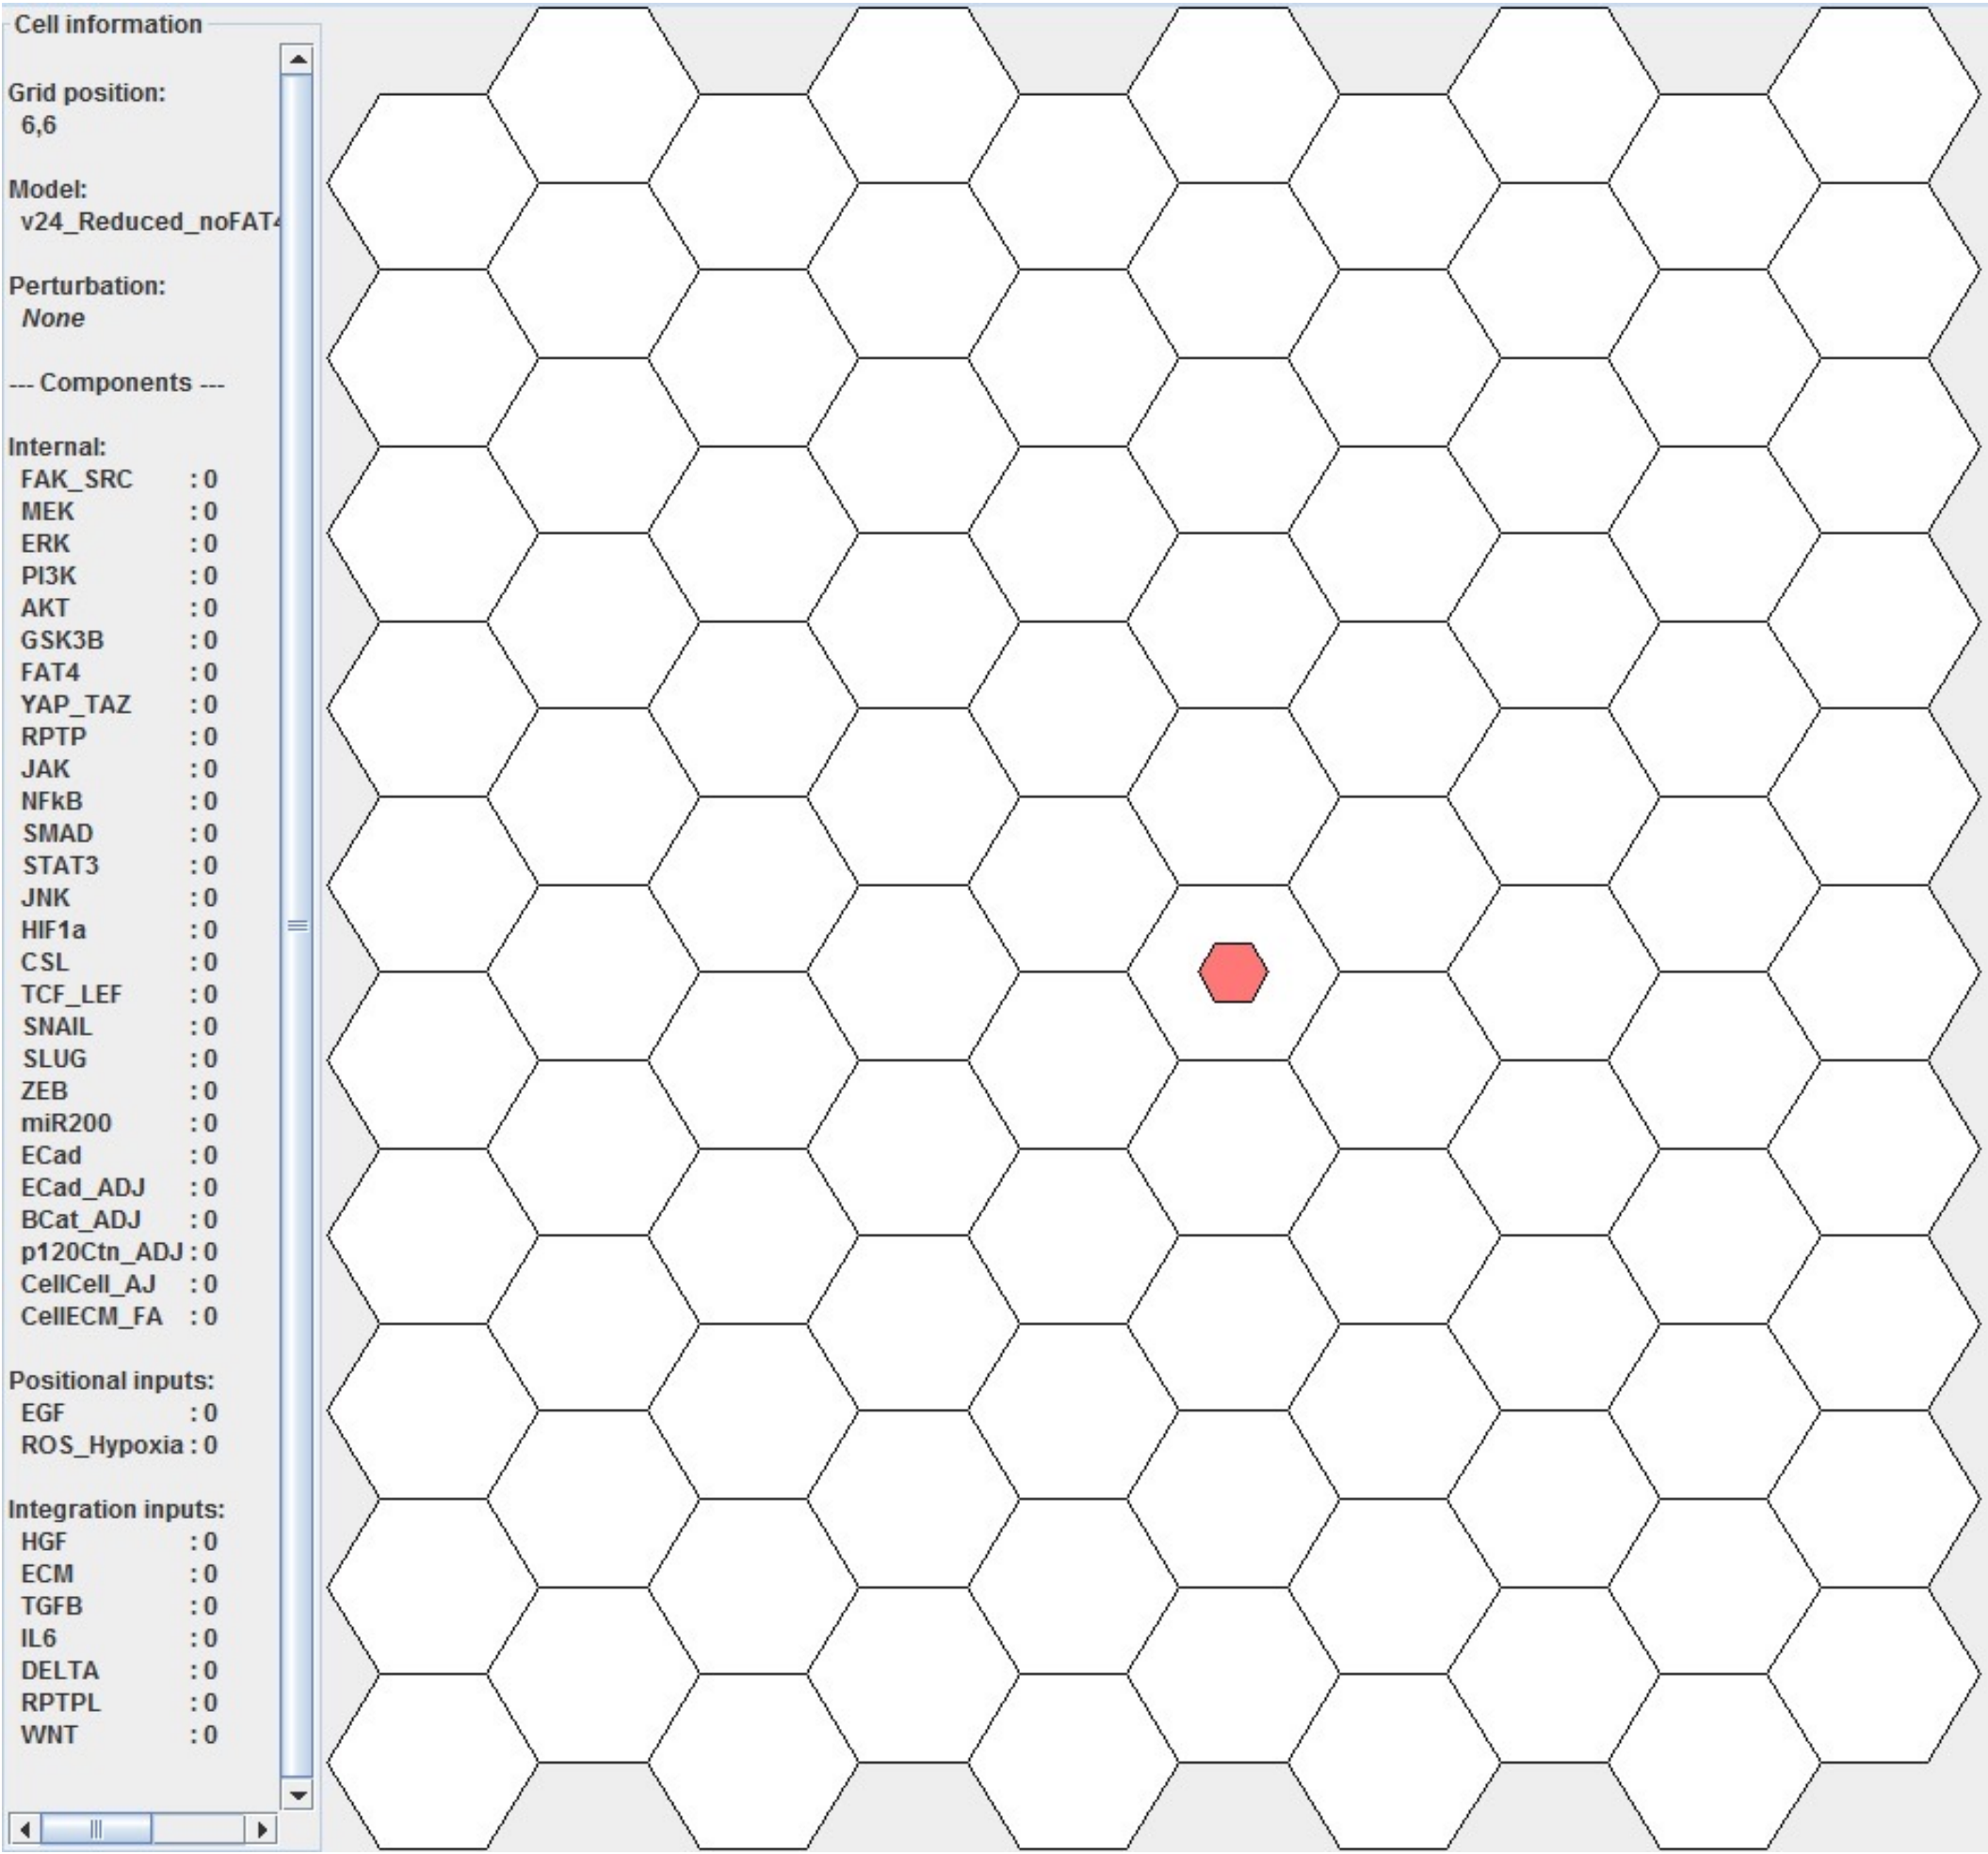 Cell information
Grid position:
6,6
Model:
v24_Reduced_noFAT4
Perturbation:
None
--- Components ---
Internal:
FAK_SRC : 0
MEK : 0
ERK : 0
PI3K : 0
AKT : 0
GSK3B : 0
FAT4 : 0
YAP_TAZ : 0
RPTP : 0
JAK : 0
NFkB : 0
SMAD : 0
STAT3 : 0
JNK : 0
HIF1a : 0
CSL : 0
TCF_LEF : 0
SNAIL : 0
SLUG : 0
ZEB : 0
miR200 : 0
ECad : 0
ECad_ADJ : 0
BCat_ADJ : 0
p120Ctn_ADJ : 0
CellCell_AJ : 0
CellECM_FA : 0
Positional inputs:
EGF : 0
ROS_Hypoxia : 0
Integration inputs:
HGF : 0
ECM : 0
TGFB : 0
IL6 : 0
DELTA : 0
RPTPL : 0
WNT : 0